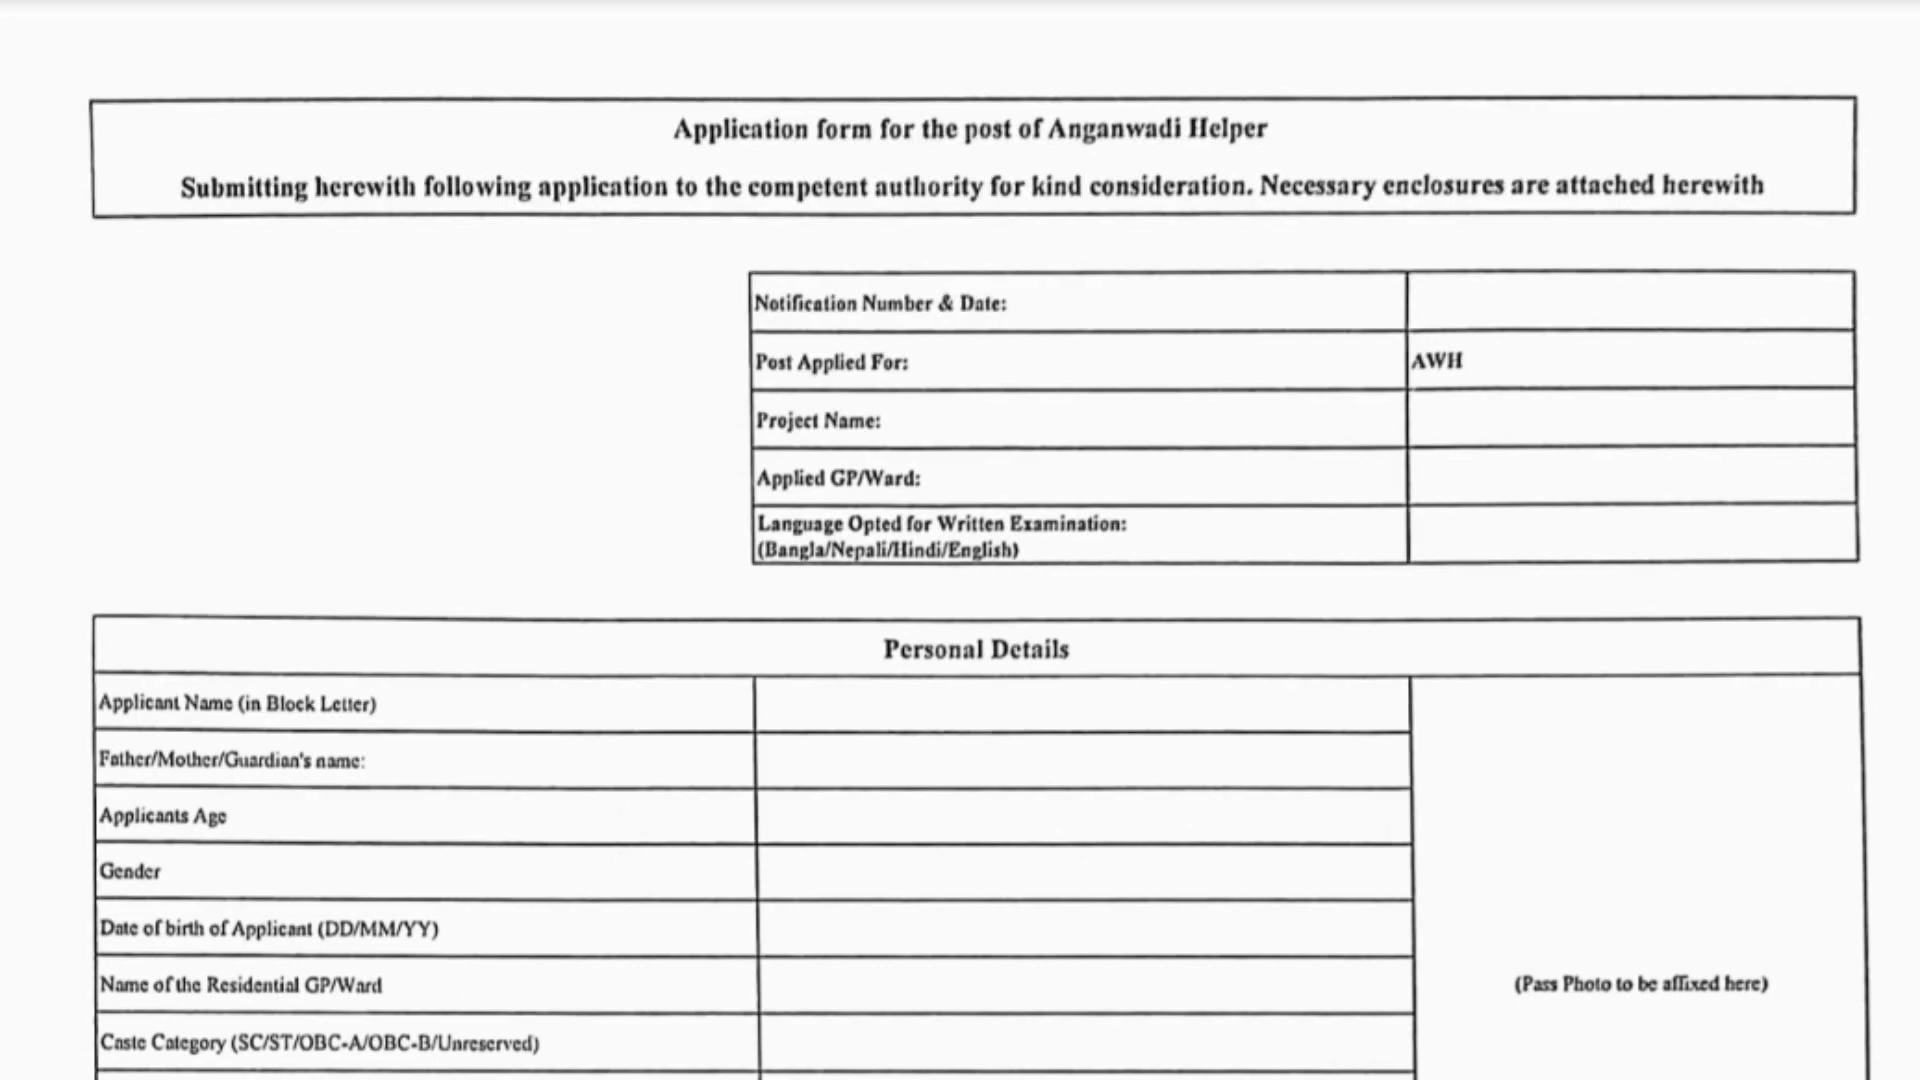 Application form for the post of Anganwadi Helper
Submitting herewith following application to the competent authority for kind consideration. Necessary enclosures are attached herewith
Notification Number & Date:
Post Applied For:
AWH
Project Name:
Applied GP/Ward:
Language Opted for Written Examination:
(Bangla/Nepali/Hindi/English)
Personal Details
Applicant Name (in Block Letter)
Father/Mother/Guardian's name:
Applicants Age
Gender
Date of birth of Applicant (DD/MM/YY)
Name of the Residential GP/Ward
(Pass Photo to be affixed here)
Caste Category (SC/ST/OBC-A/OBC-B/Unreserved)